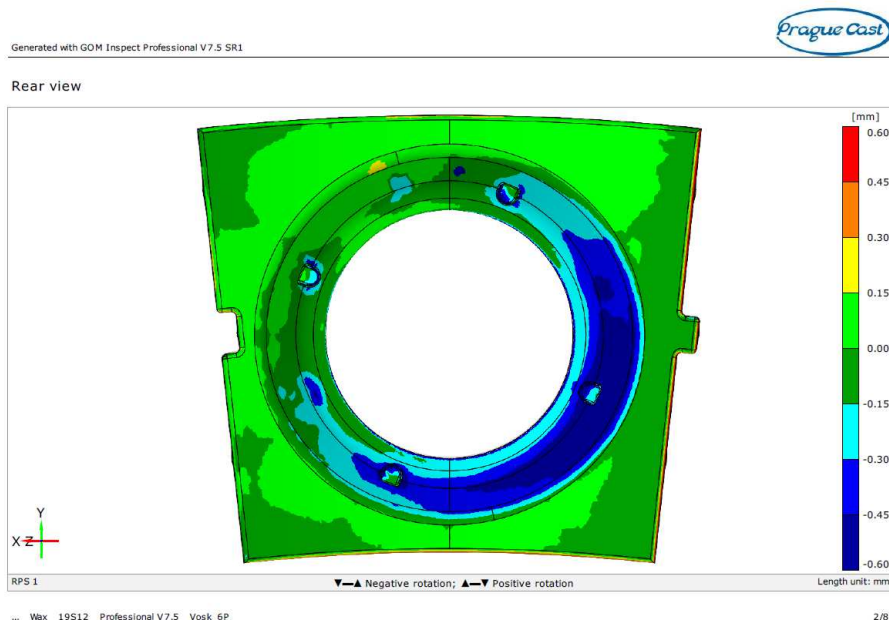 Prague Cast
Generated with GOM Inspect Professional V7.5 SR1
Rear view
[mm]
0.60
0.45
0.30
0.15
0.00
-0.15
-0.30
-0.45
-0.60
Y
X Z
RPS 1
▼—▲ Negative rotation; ▲—▼ Positive rotation
Length unit: mm
... Wax 19S12 Professional V7.5 Vosk 6P
2/8